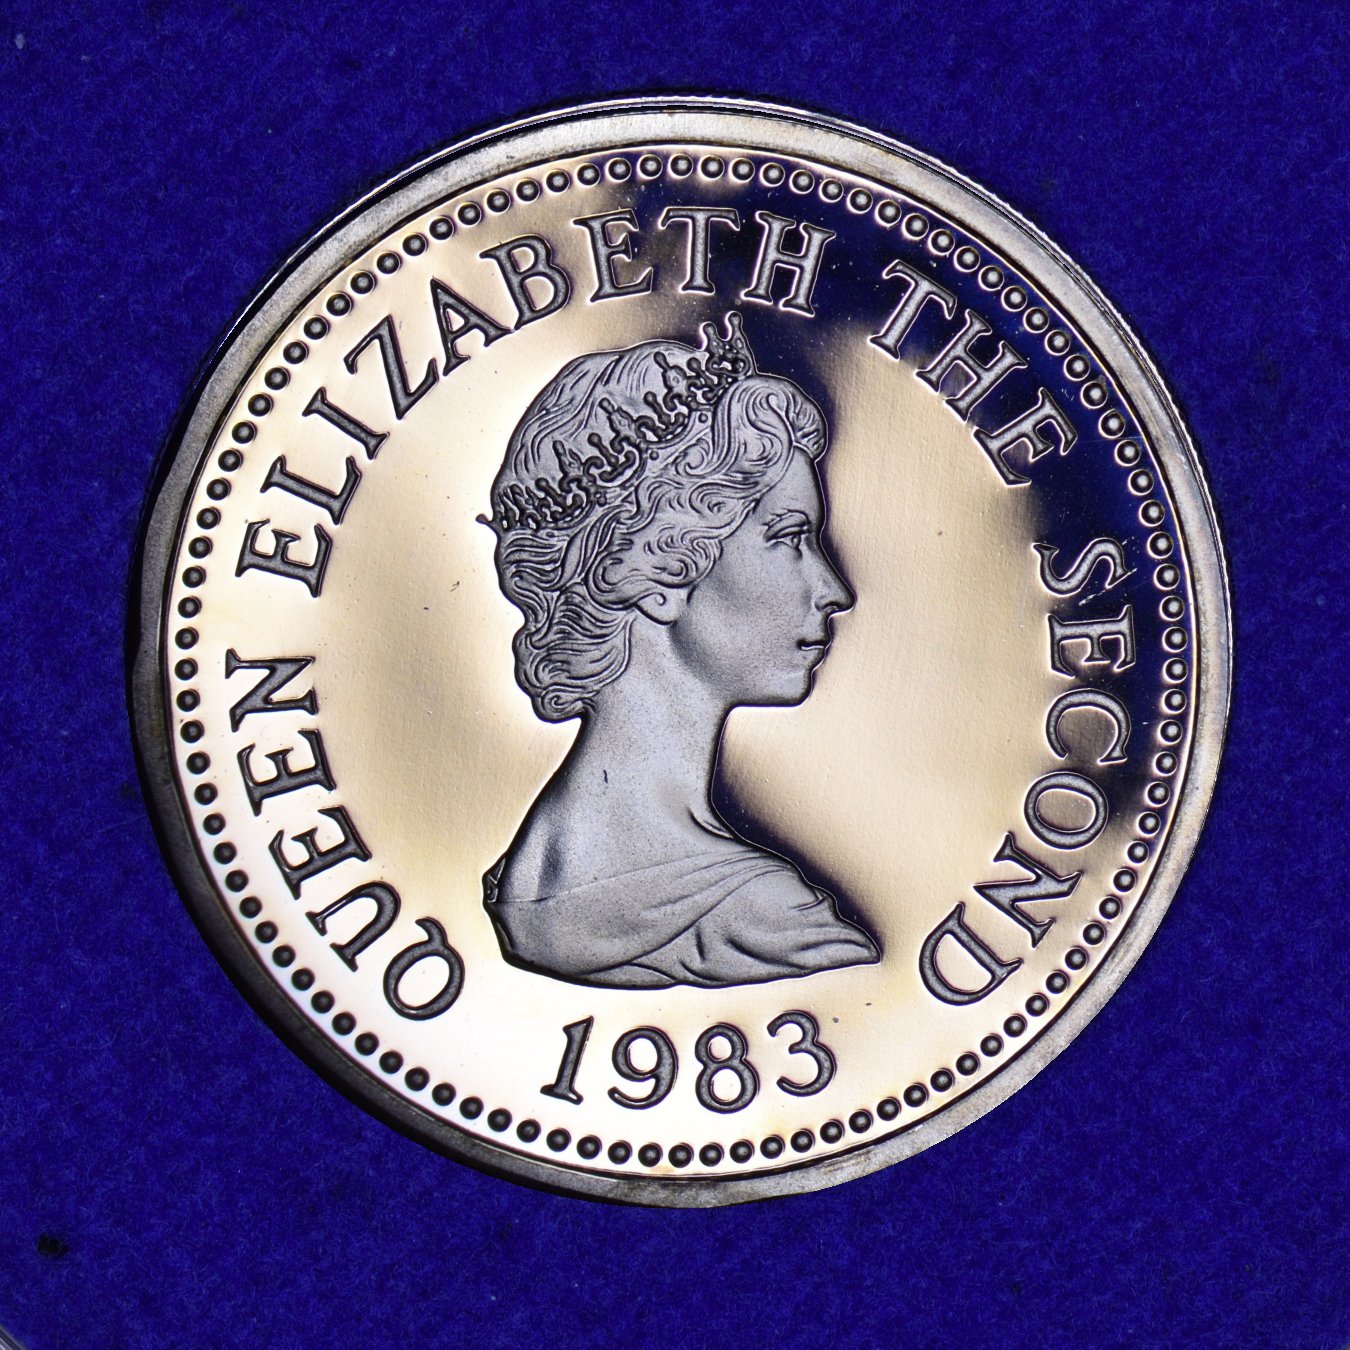 QUEEN ELIZABETH THE SECOND
1983